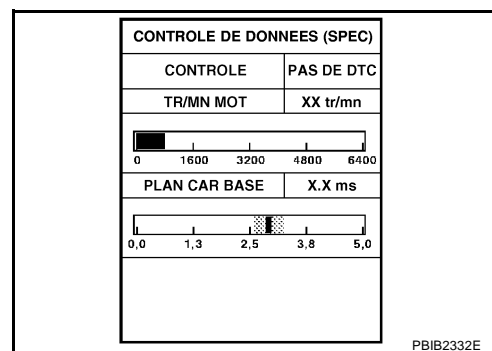 CONTROLE DE DONNEES (SPEC)
CONTROLE PAS DE DTC
TR/MN MOT XX tr/mn
0 1600 3200 4800 6400
PLAN CAR BASE X.X ms
0,0 1,3 2,5 3,8 5,0
PBIB2332E